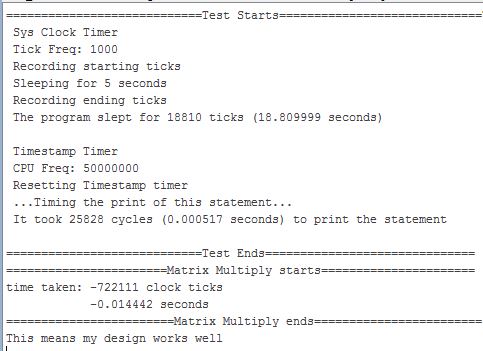 ============================Test Starts=============================
Sys Clock Timer
Tick Freq: 1000
Recording starting ticks
Sleeping for 5 seconds
Recording ending ticks
The program slept for 18810 ticks (18.809999 seconds)
Timestamp Timer
CPU Freq: 50000000
Resetting Timestamp timer
...Timing the print of this statement...
It took 25828 cycles (0.000517 seconds) to print the statement
============================Test Ends==============================
=======================Matrix Multiply starts======================
time taken: -722111 clock ticks
-0.014442 seconds
========================Matrix Multiply ends=======================
This means my design works well